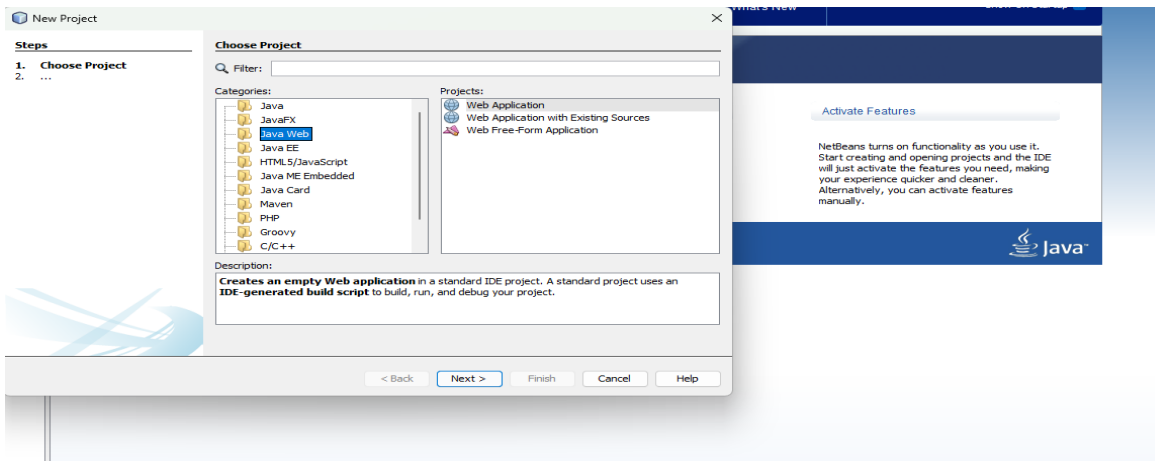 New Project
What's New
Steps
1. Choose Project
2. ...
Choose Project
Filter:
Categories:
Java
JavaFX
Java Web
Java EE
HTML5/JavaScript
Java ME Embedded
Java Card
Maven
PHP
Groovy
C/C++
Projects:
Web Application
Web Application with Existing Sources
Web Free-Form Application
Description:
Creates an empty Web application in a standard IDE project. A standard project uses an
IDE-generated build script to build, run, and debug your project.
< Back
Next >
Finish
Cancel
Help
Activate Features
NetBeans turns on functionality as you use it.
Start creating and opening projects and the IDE
will just activate the features you need, making
your experience quicker and cleaner.
Alternatively, you can activate features
manually.
Java